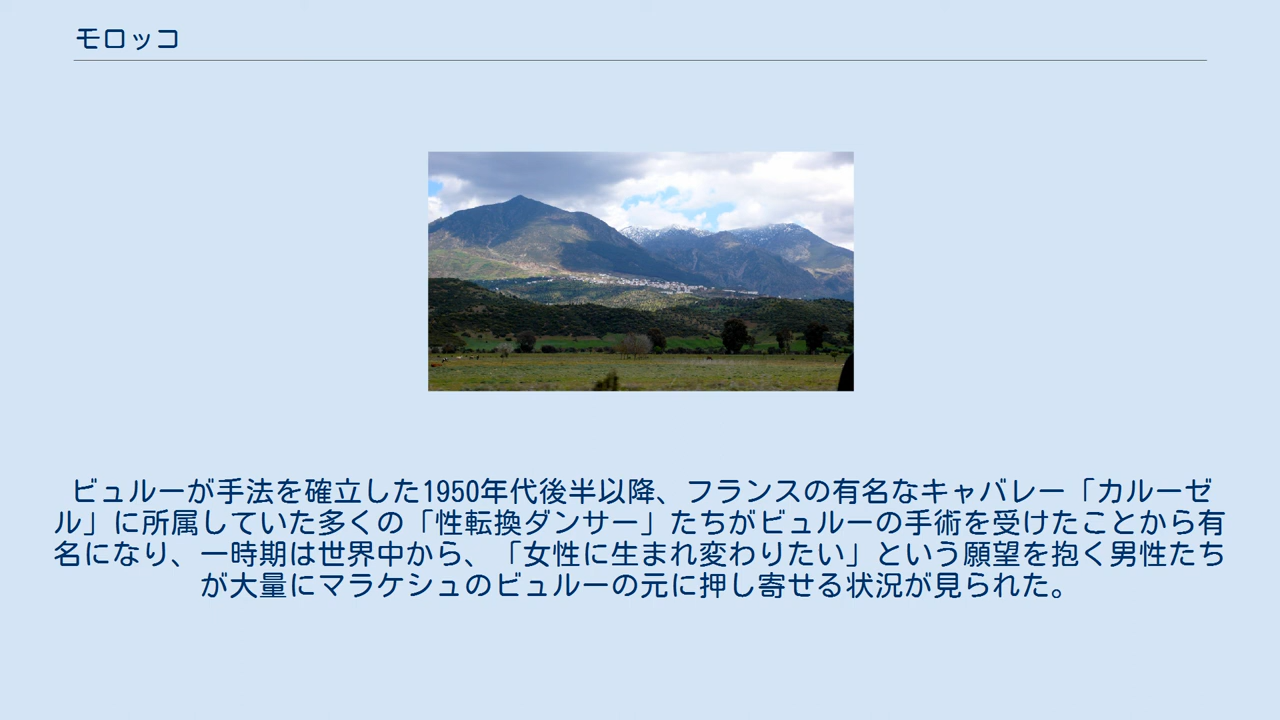 モロッコ
ビュルーが手法を確立した1950年代後半以降、フランスの有名なキャバレー「カルーゼ
ル」に所属していた多くの「性転換ダンサー」たちがビュルーの手術を受けたことから有
名になり、一時期は世界中から、「女性に生まれ変わりたい」という願望を抱く男性たち
が大量にマラケシュのビュルーの元に押し寄せる状況が見られた。